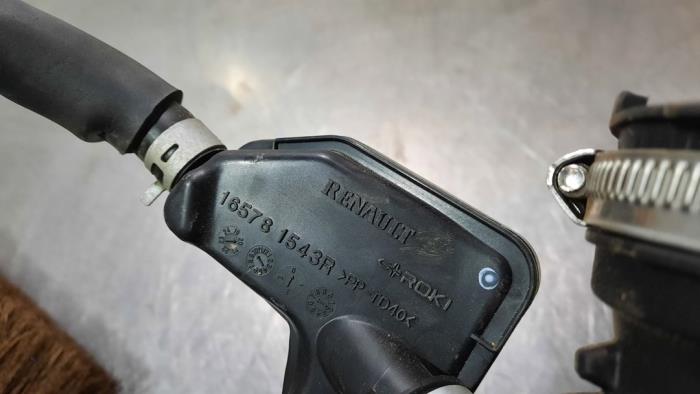 RENAULT
16578 1543R
ROKI
>PP-TD40<